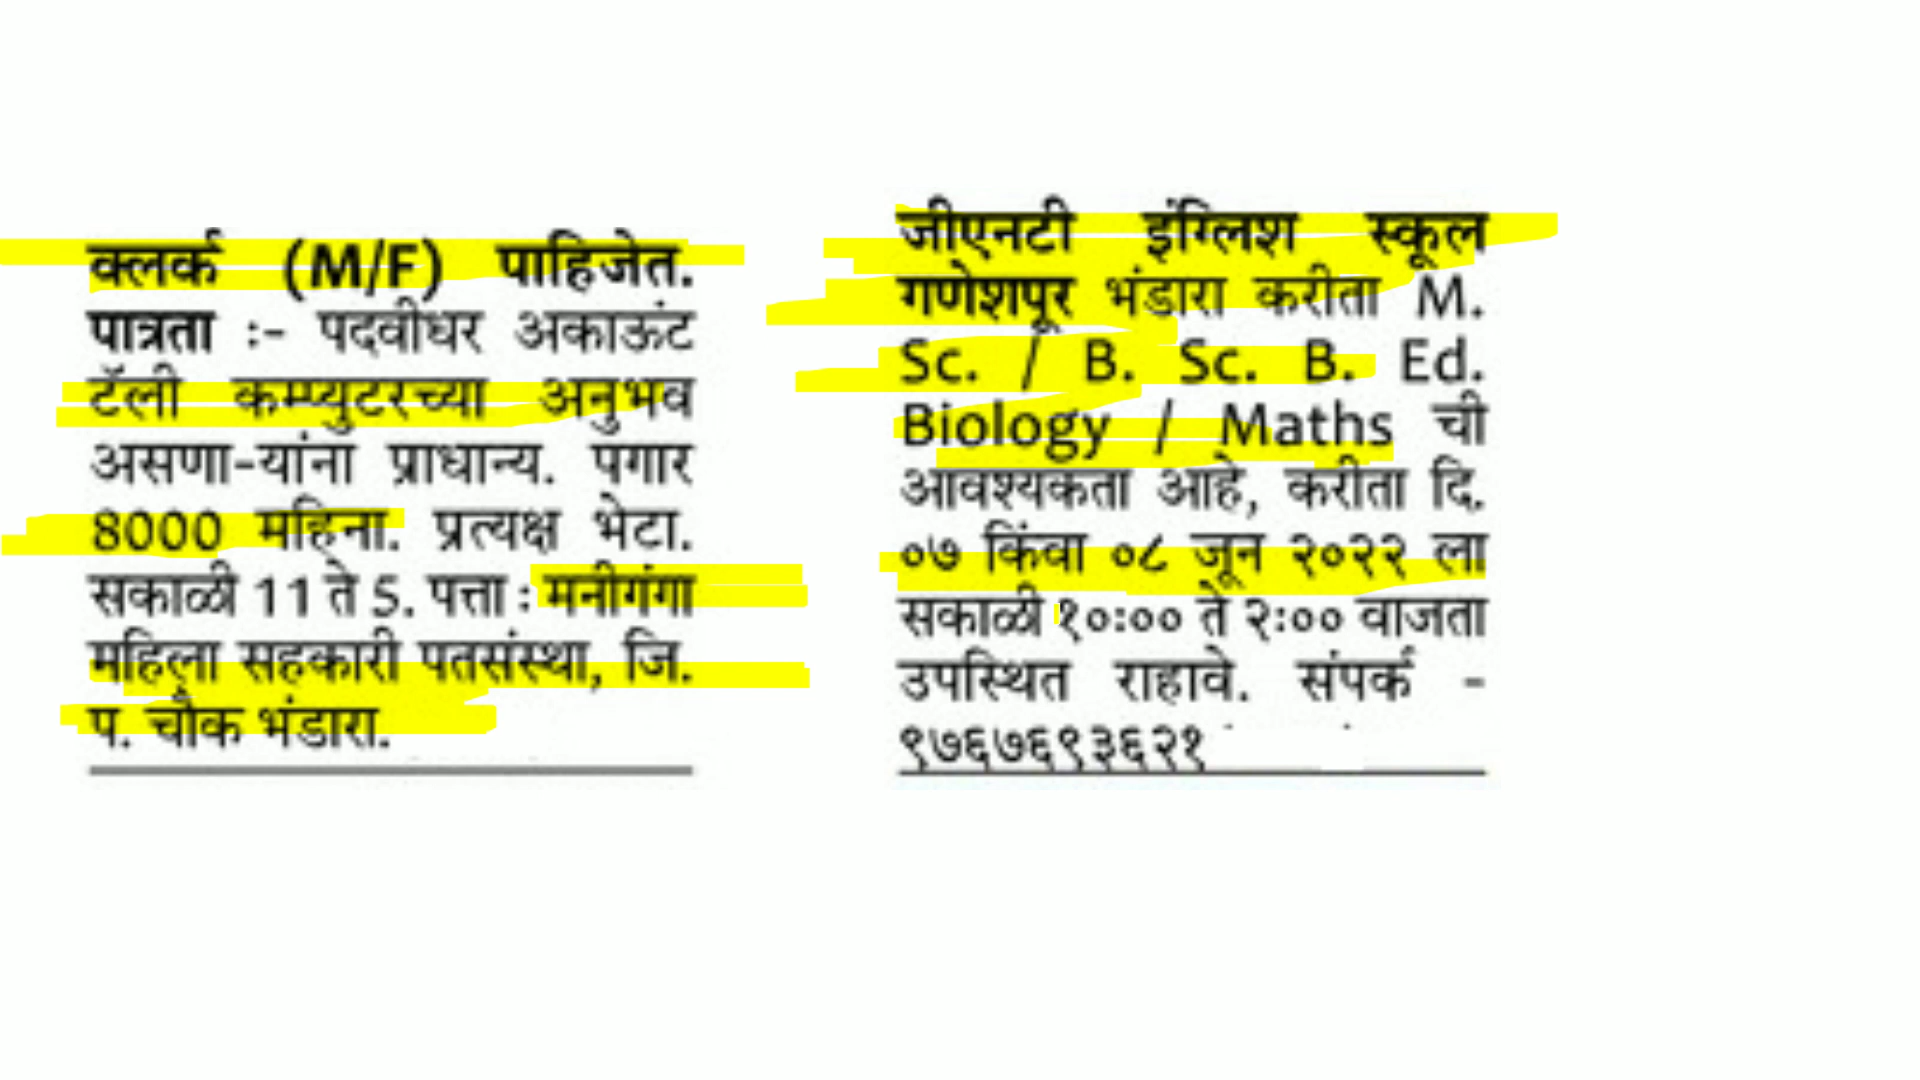 क्लर्क (M/F) पाहिजेत.
पात्रता :- पदवीधर अकाऊंट
टॅली कम्प्युटरच्या अनुभव
असणा-यांना प्राधान्य. पगार
8000 महिना. प्रत्यक्ष भेटा.
सकाळी 11 ते 5. पत्ता : मनीगंगा
महिला सहकारी पतसंस्था, जि.
प. चौक भंडारा.
जीएनटी इंग्लिश स्कूल
गणेशपूर भंडारा करीता M.
Sc. / B. Sc. B. Ed.
Biology / Maths ची
आवश्यकता आहे, करीता दि.
०७ किंवा ०८ जून २०२२ ला
सकाळी १०:०० ते २:०० वाजता
उपस्थित राहावे. संपर्क -
९७६७६९३६२१